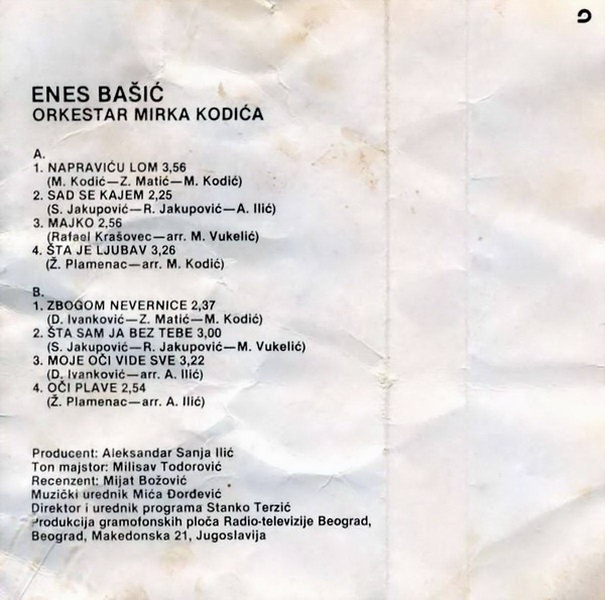 ENES BAŠIĆ
ORKESTAR MIRKA KODIĆA
A.
1. NAPRAVIĆU LOM 3,56
(M. Kodić—Z. Matić—M. Kodić)
2. SAD SE KAJEM 2,25
(S. Jakupović—R. Jakupović—A. Ilić)
3. MAJKO 2,56
(Rafael Krašovec—arr. M. Vukelić)
4. ŠTA JE LJUBAV 3,26
(Ž. Plamenac—arr. M. Kodić)
B.
1. ZBOGOM NEVERNICE 2,37
(D. Ivanković—Z. Matić—M. Kodić)
2. ŠTA SAM JA BEZ TEBE 3,00
(S. Jakupović—R. Jakupović—M. Vukelić)
3. MOJE OČI VIDE SVE 3,22
(D. Ivanković—arr. A. Ilić)
4. OČI PLAVE 2,54
(Ž. Plamenac—arr. A. Ilić)
Producent: Aleksandar Sanja Ilić
Ton majstor: Milisav Todorović
Recenzent: Mijat Božović
Muzički urednik Mića Đorđević
Direktor i urednik programa Stanko Terzić
Produkcija gramofonskih ploča Radio-televizije Beograd,
Beograd, Makedonska 21, Jugoslavija